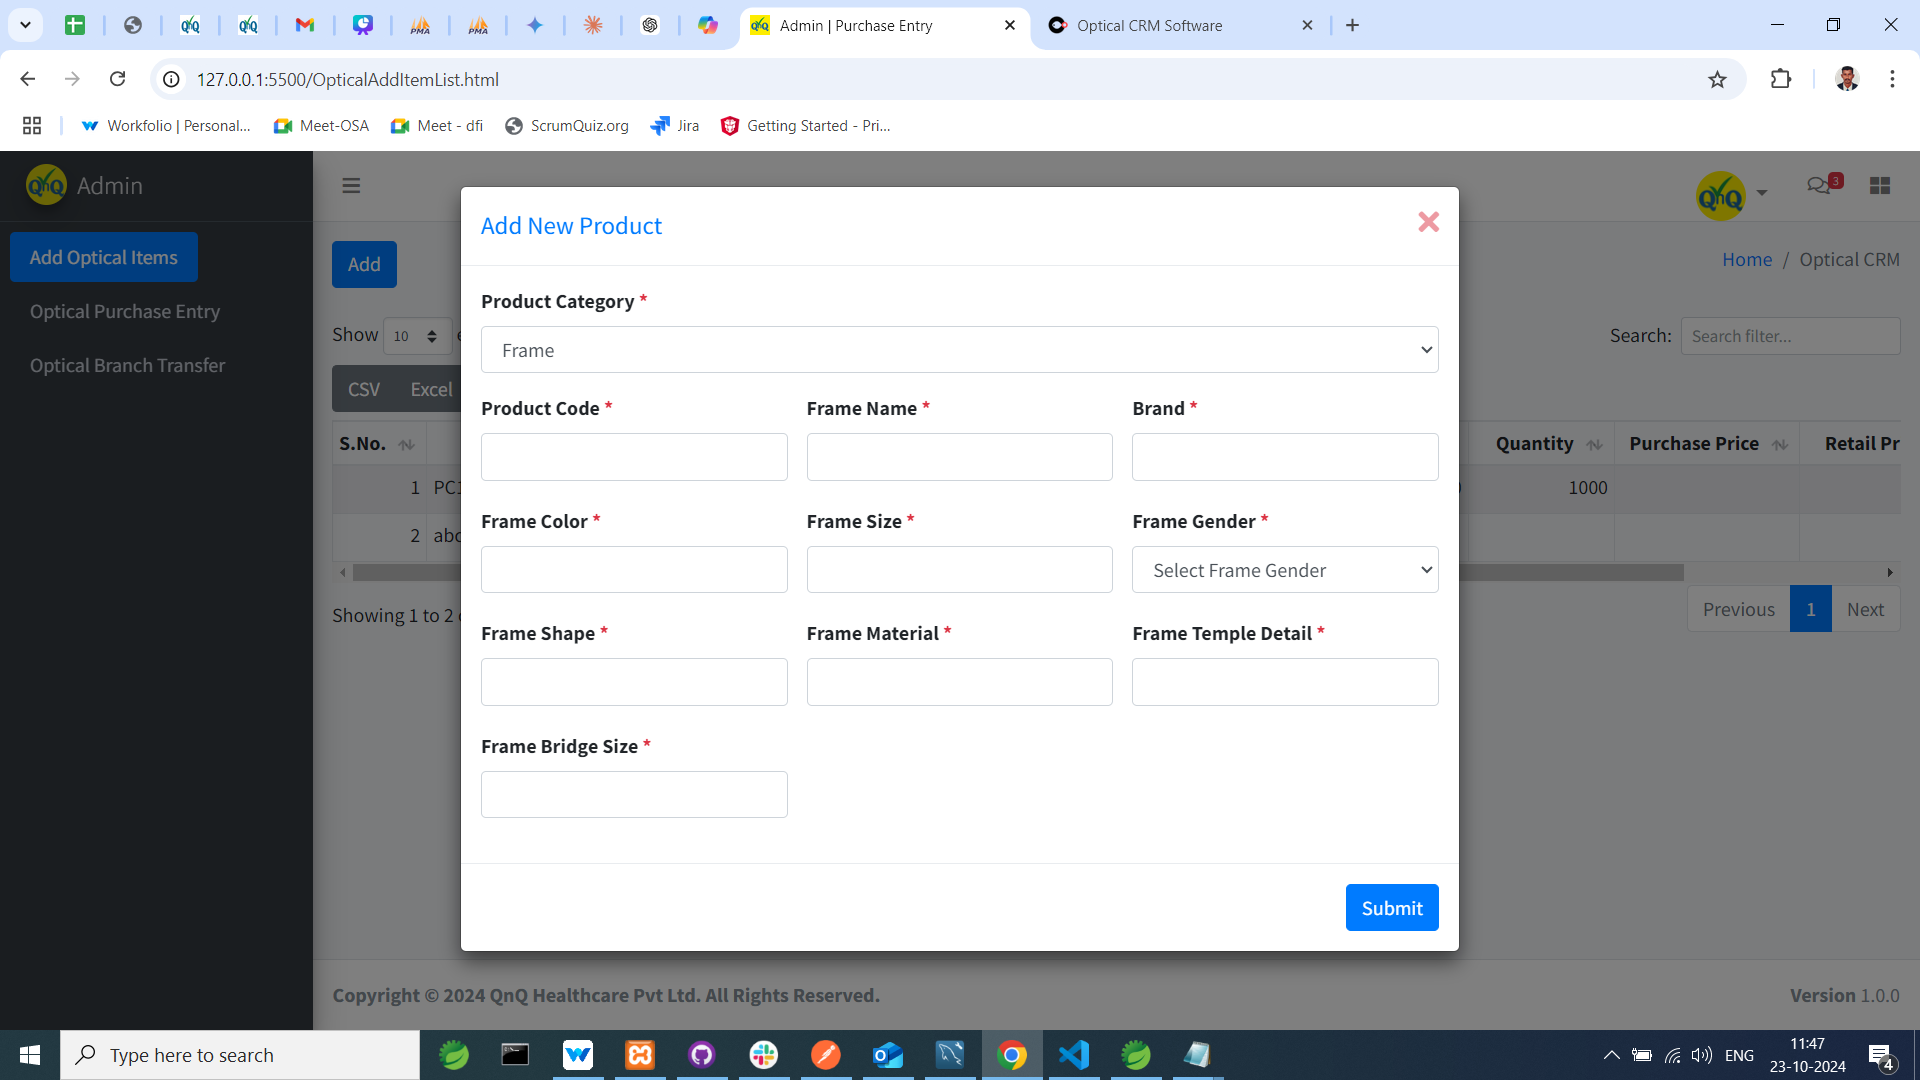 Admin | Purchase Entry
Optical CRM Software
127.0.0.1:5500/OpticalAddItemList.html
Workfolio | Personal...
Meet-OSA
Meet - dfi
ScrumQuiz.org
Jira
Getting Started - Pri...
QnQ Admin
QnQ
3
Add Optical Items
Optical Purchase Entry
Optical Branch Transfer
Add
Home / Optical CRM
Show 10
Search: Search filter...
CSV Excel
S.No. Quantity Purchase Price Retail Pr
1 PC1 1000
2 abc
Showing 1 to 2
Previous 1 Next
Add New Product
Product Category *
Frame
Product Code * Frame Name * Brand *
Frame Color * Frame Size * Frame Gender *
Select Frame Gender
Frame Shape * Frame Material * Frame Temple Detail *
Frame Bridge Size *
Submit
Copyright © 2024 QnQ Healthcare Pvt Ltd. All Rights Reserved.
Version 1.0.0
Type here to search
ENG
11:47
23-10-2024
4